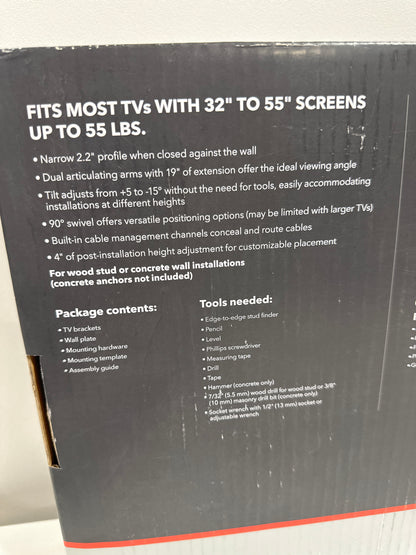 FITS MOST TVs WITH 32" TO 55" SCREENS
UP TO 55 LBS.
• Narrow 2.2" profile when closed against the wall
• Dual articulating arms with 19" of extension offer the ideal viewing angle
• Tilt adjusts from +5 to -15° without the need for tools, easily accommodating
installations at different heights
• 90° swivel offers versatile positioning options (may be limited with larger TVs)
• Built-in cable management channels conceal and route cables
• 4" of post-installation height adjustment for customizable placement
For wood stud or concrete wall installations
(concrete anchors not included)
Package contents:
• TV brackets
• Wall plate
• Mounting hardware
• Mounting template
• Assembly guide
Tools needed:
• Edge-to-edge stud finder
• Pencil
• Level
• Phillips screwdriver
• Measuring tape
• Drill
• Tape
• Hammer (concrete only)
• 7/32" (5.5 mm) wood drill for wood stud or 3/8"
(10 mm) masonry drill bit (concrete only)
• Socket wrench with 1/2" (13 mm) socket or
adjustable wrench